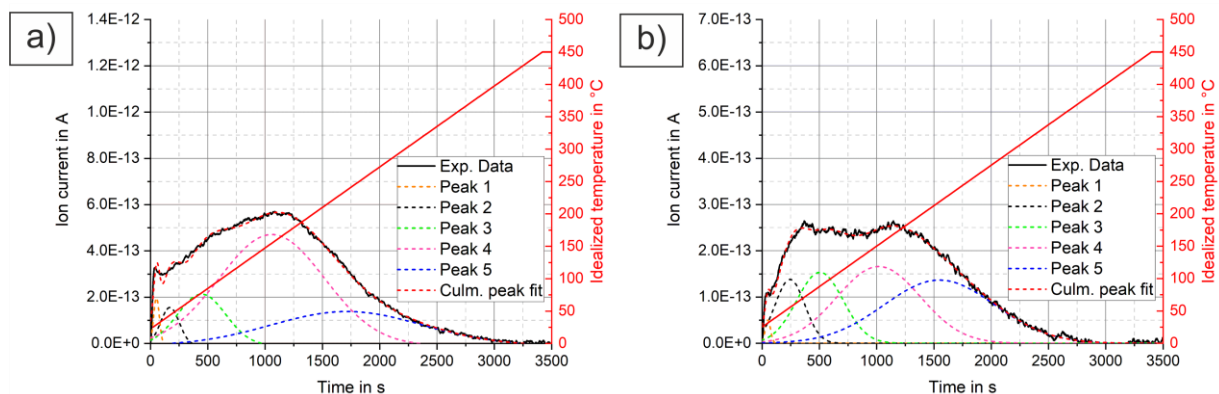 a)
1.4E-12
1.2E-12
1.0E-12
8.0E-13
6.0E-13
4.0E-13
2.0E-13
0.0E+0
Ion current in A
0
500
1000
1500
2000
2500
3000
3500
Time in s
500
450
400
350
300
250
200
150
100
50
0
Idealized temperature in °C
Exp. Data
Peak 1
Peak 2
Peak 3
Peak 4
Peak 5
Culm. peak fit
b)
7.0E-13
6.0E-13
5.0E-13
4.0E-13
3.0E-13
2.0E-13
1.0E-13
0.0E+0
Ion current in A
0
500
1000
1500
2000
2500
3000
3500
Time in s
500
450
400
350
300
250
200
150
100
50
0
Idealized temperature in °C
Exp. Data
Peak 1
Peak 2
Peak 3
Peak 4
Peak 5
Culm. peak fit